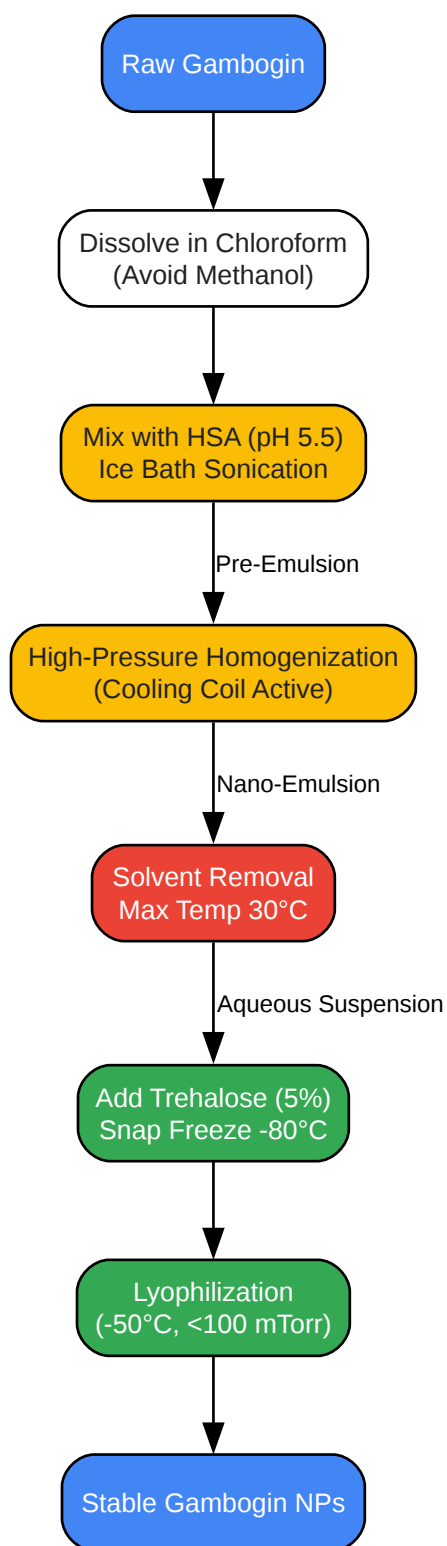 Raw Gambogin
Dissolve in Chloroform
(Avoid Methanol)
Mix with HSA (pH 5.5)
Ice Bath Sonication
Pre-Emulsion
High-Pressure Homogenization
(Cooling Coil Active)
Nano-Emulsion
Solvent Removal
Max Temp 30°C
Aqueous Suspension
Add Trehalose (5%)
Snap Freeze -80°C
Lyophilization
(-50°C, <100 mTorr)
Stable Gambogin NPs